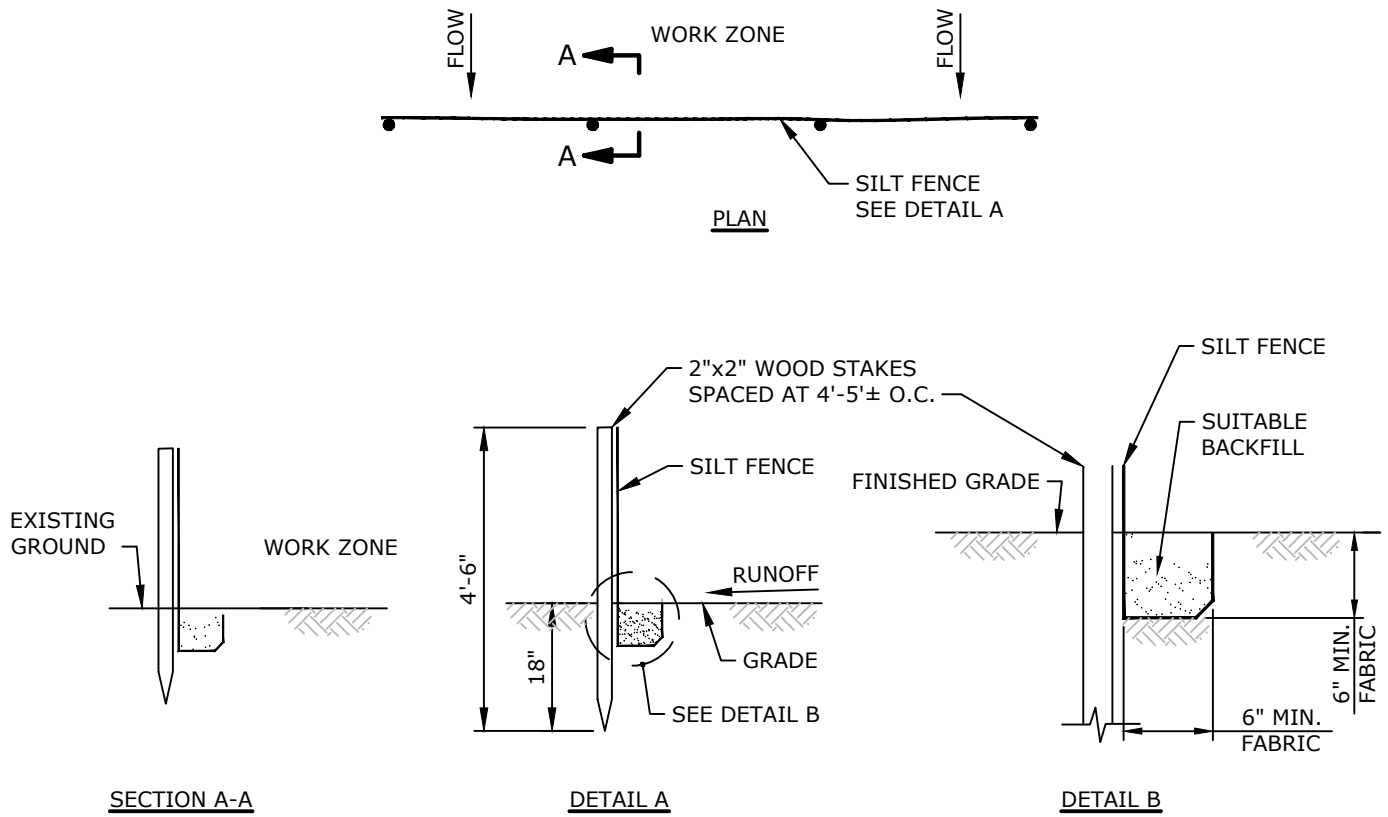 FLOW
A
WORK ZONE
FLOW
A
SILT FENCE
SEE DETAIL A
PLAN
EXISTING
GROUND
WORK ZONE
SECTION A-A
2"x2" WOOD STAKES
SPACED AT 4'-5'± O.C.
SILT FENCE
4'-6"
18"
RUNOFF
GRADE
SEE DETAIL B
DETAIL A
SILT FENCE
SUITABLE
BACKFILL
FINISHED GRADE
6" MIN.
FABRIC
6" MIN.
FABRIC
DETAIL B